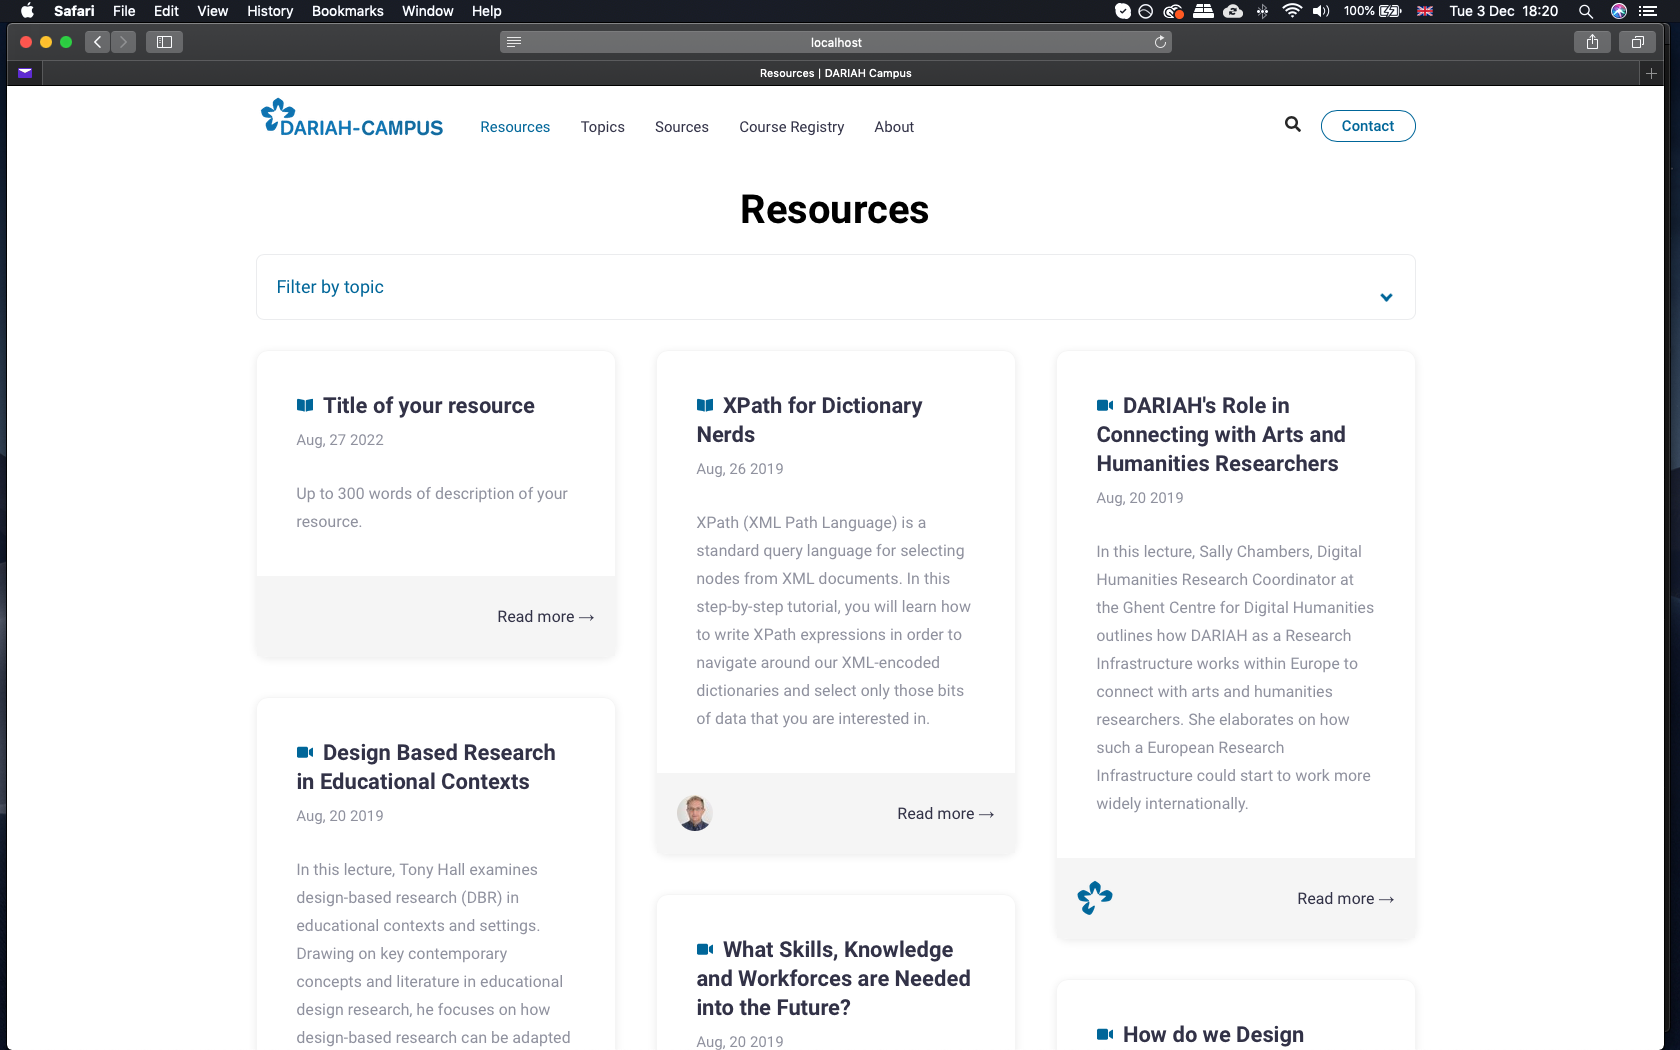 Safari File Edit View History Bookmarks Window Help 100% Tue 3 Dec 18:20
localhost
Resources | DARIAH Campus
DARIAH-CAMPUS Resources Topics Sources Course Registry About Contact
Resources
Filter by topic
Title of your resource
Aug, 27 2022
Up to 300 words of description of your
resource.
Read more →
XPath for Dictionary
Nerds
Aug, 26 2019
XPath (XML Path Language) is a
standard query language for selecting
nodes from XML documents. In this
step-by-step tutorial, you will learn how
to write XPath expressions in order to
navigate around our XML-encoded
dictionaries and select only those bits
of data that you are interested in.
Read more →
DARIAH's Role in
Connecting with Arts and
Humanities Researchers
Aug, 20 2019
In this lecture, Sally Chambers, Digital
Humanities Research Coordinator at
the Ghent Centre for Digital Humanities
outlines how DARIAH as a Research
Infrastructure works within Europe to
connect with arts and humanities
researchers. She elaborates on how
such a European Research
Infrastructure could start to work more
widely internationally.
Read more →
Design Based Research
in Educational Contexts
Aug, 20 2019
In this lecture, Tony Hall examines
design-based research (DBR) in
educational contexts and settings.
Drawing on key contemporary
concepts and literature in educational
design research, he focuses on how
design-based research can be adapted
What Skills, Knowledge
and Workforces are Needed
into the Future?
Aug, 20 2019
How do we Design